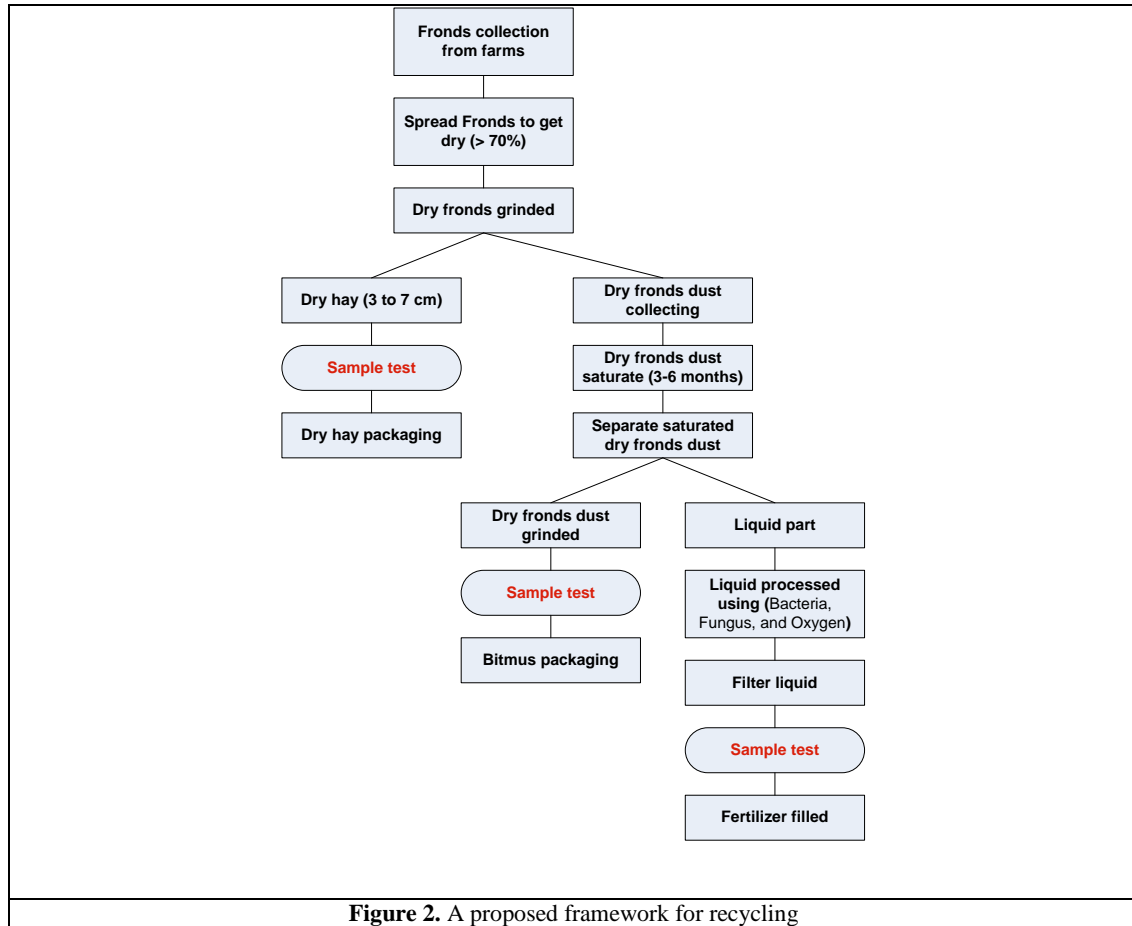 Fronds collection
from farms
Spread Fronds to get
dry (> 70%)
Dry fronds grinded
Dry hay (3 to 7 cm)
Sample test
Dry hay packaging
Dry fronds dust
collecting
Dry fronds dust
saturate (3-6 months)
Separate saturated
dry fronds dust
Dry fronds dust
grinded
Sample test
Bitmus packaging
Liquid part
Liquid processed
using (Bacteria,
Fungus, and Oxygen)
Filter liquid
Sample test
Fertilizer filled
Figure 2. A proposed framework for recycling